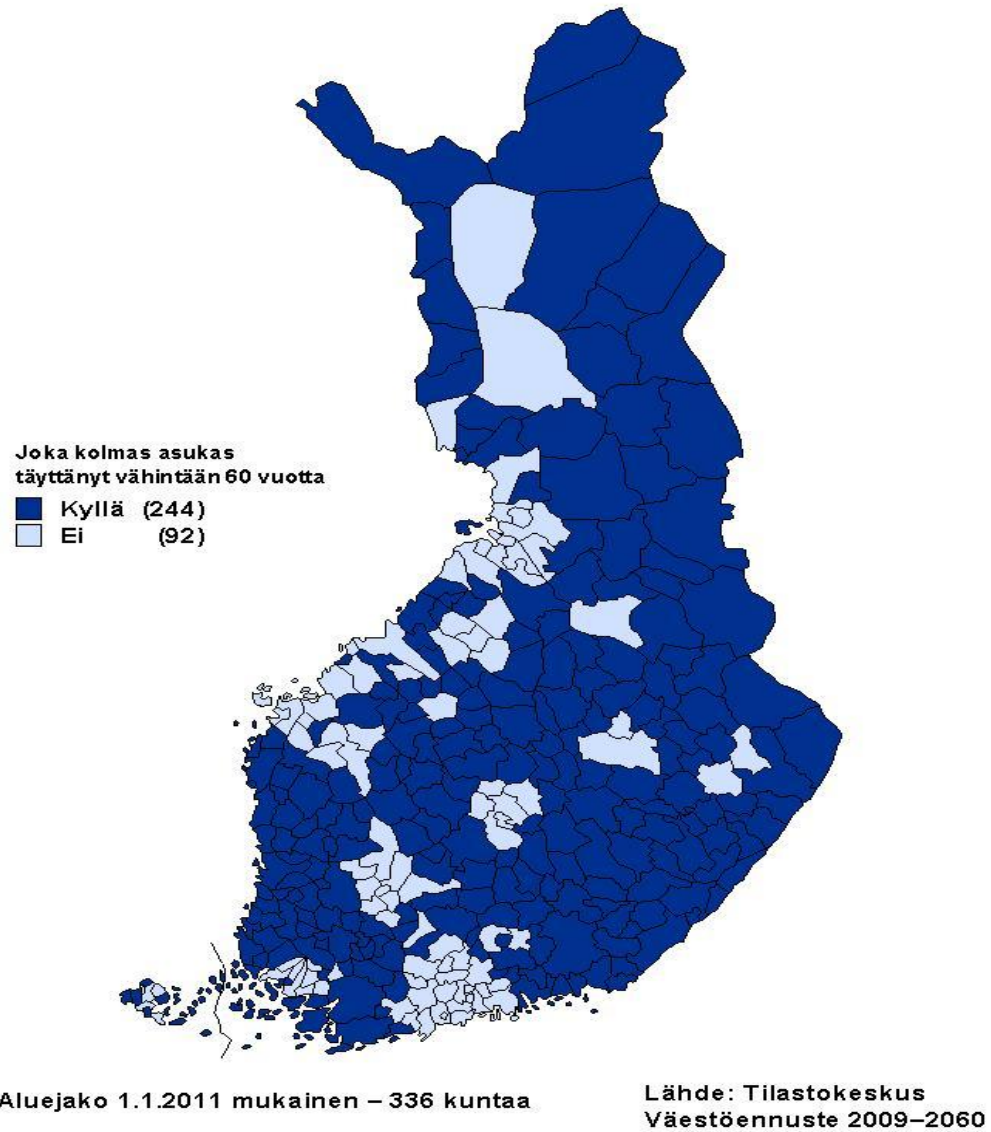 Joka kolmas asukas
täyttänyt vähintään 60 vuotta
Kyllä (244)
Ei (92)
Aluejako 1.1.2011 mukainen – 336 kuntaa
Lähde: Tilastokeskus
Väestöennuste 2009–2060